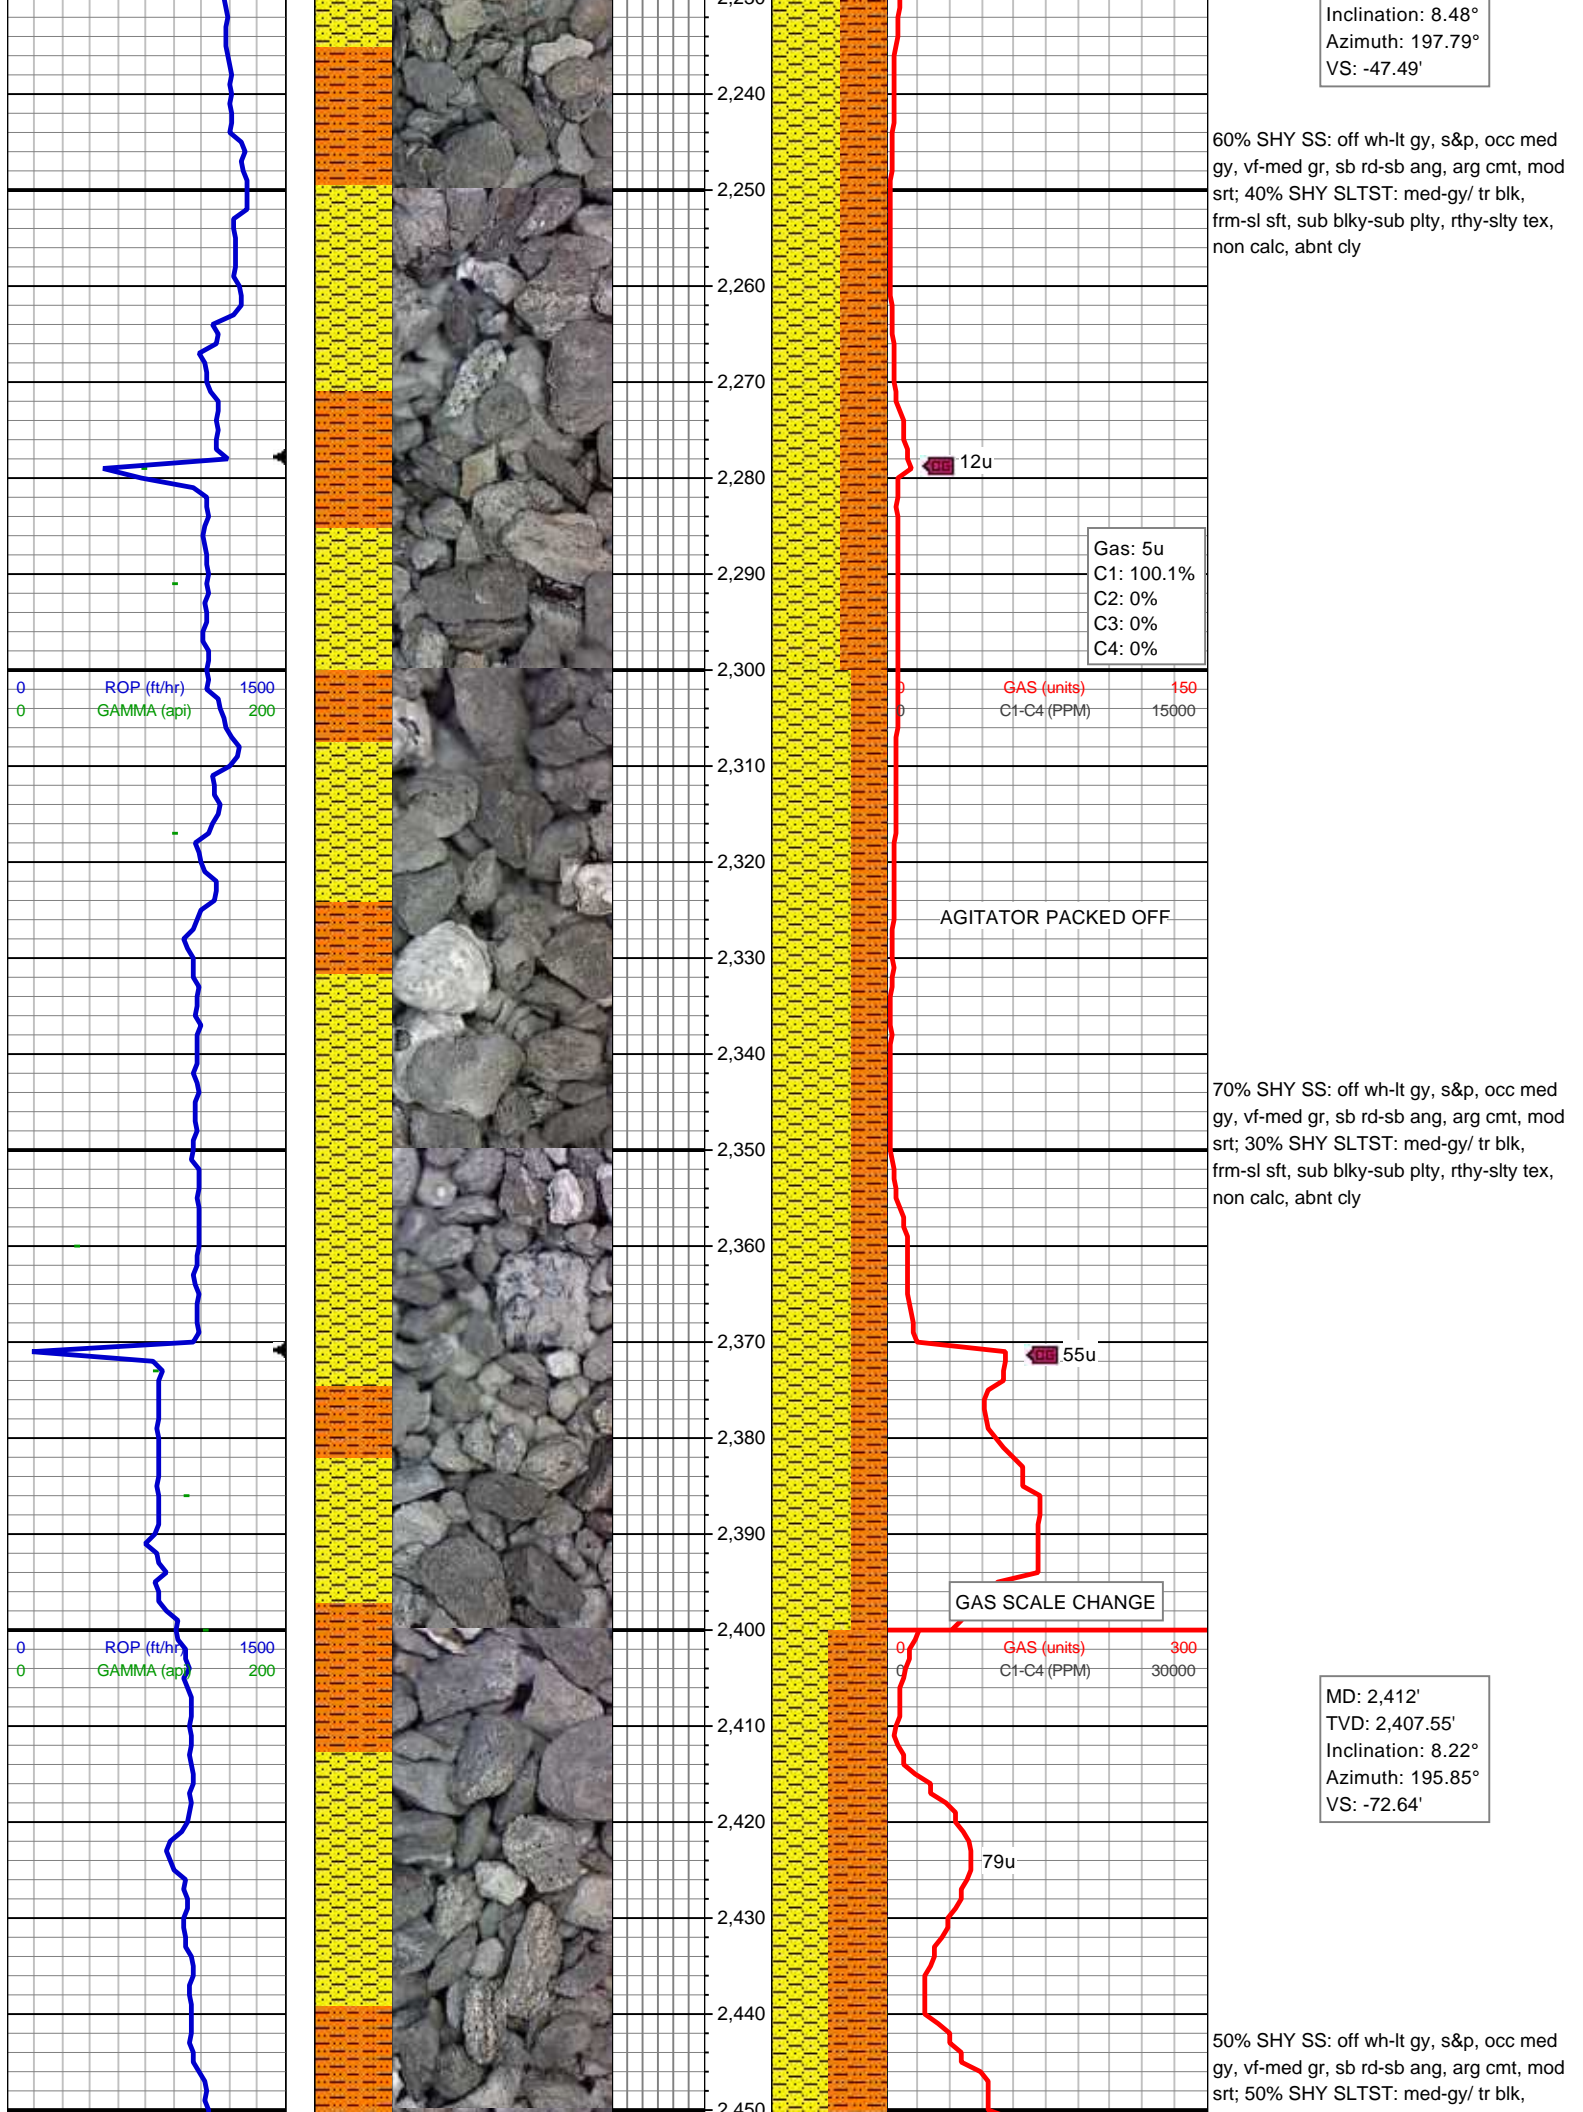 2,230
Inclination: 8.48°
Azimuth: 197.79°
VS: -47.49'
2,240
60% SHY SS: off wh-lt gy, s&p, occ med
gy, vf-med gr, sb rd-sb ang, arg cmt, mod
srt; 40% SHY SLTST: med-gy/ tr blk,
frm-sl sft, sub blky-sub plty, rthy-slty tex,
non calc, abnt cly
2,250
2,260
2,270
CG 12u
2,280
Gas: 5u
C1: 100.1%
C2: 0%
C3: 0%
C4: 0%
2,290
2,300
0 ROP (ft/hr) 1500
0 GAMMA (api) 200
0 GAS (units) 150
0 C1-C4 (PPM) 15000
2,310
2,320
AGITATOR PACKED OFF
2,330
2,340
70% SHY SS: off wh-lt gy, s&p, occ med
gy, vf-med gr, sb rd-sb ang, arg cmt, mod
srt; 30% SHY SLTST: med-gy/ tr blk,
frm-sl sft, sub blky-sub plty, rthy-slty tex,
non calc, abnt cly
2,350
2,360
2,370
CG 55u
2,380
2,390
GAS SCALE CHANGE
2,400
0 ROP (ft/hr) 1500
0 GAMMA (api) 200
0 GAS (units) 300
0 C1-C4 (PPM) 30000
MD: 2,412'
TVD: 2,407.55'
Inclination: 8.22°
Azimuth: 195.85°
VS: -72.64'
2,410
2,420
79u
2,430
2,440
50% SHY SS: off wh-lt gy, s&p, occ med
gy, vf-med gr, sb rd-sb ang, arg cmt, mod
srt; 50% SHY SLTST: med-gy/ tr blk,
2,450